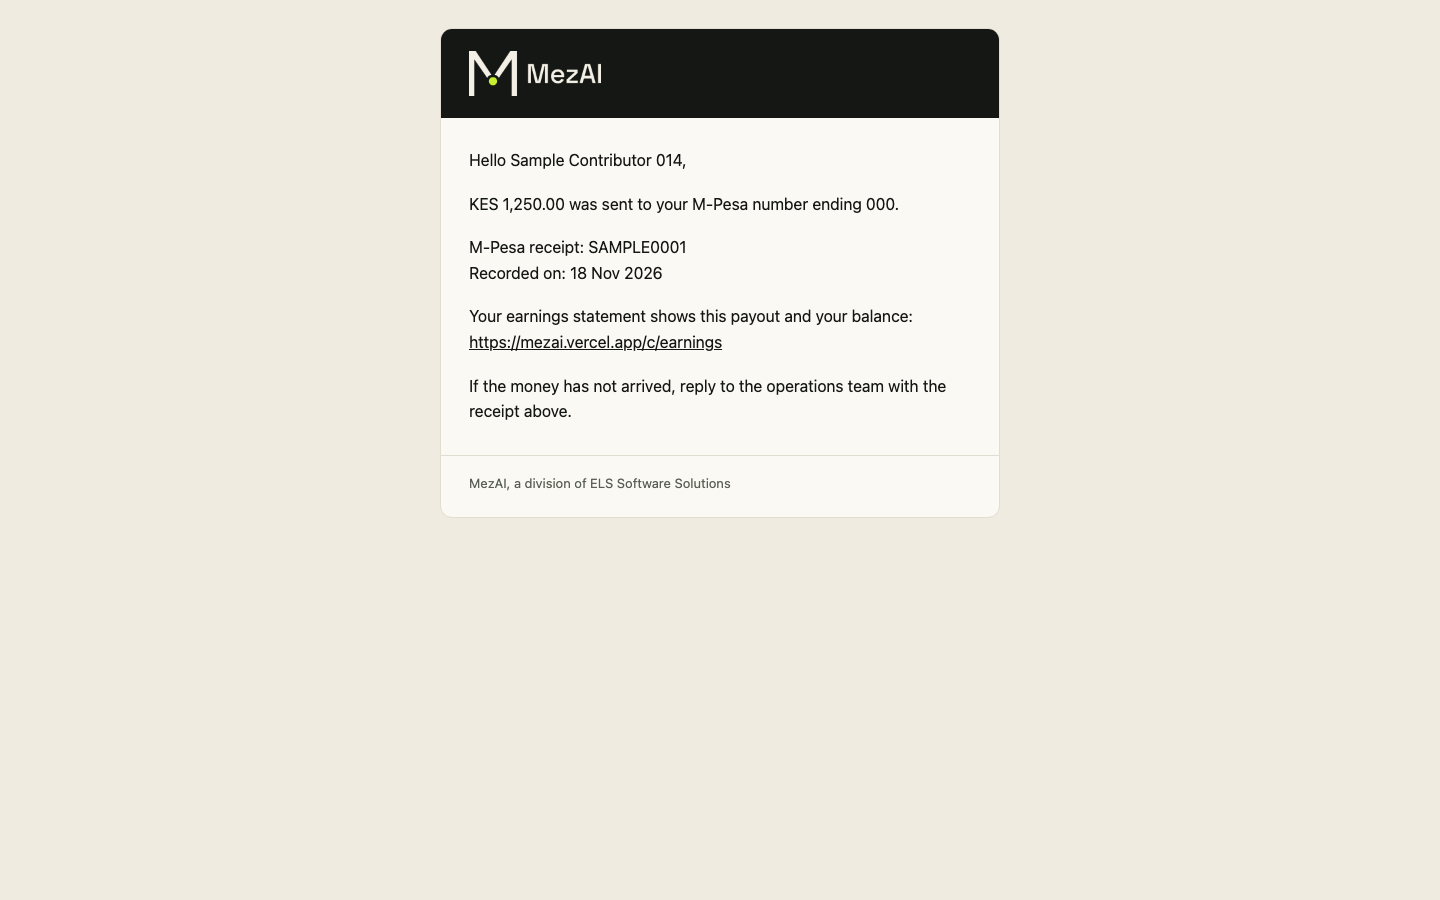 MezAI
Hello Sample Contributor 014,
KES 1,250.00 was sent to your M-Pesa number ending 000.
M-Pesa receipt: SAMPLE0001
Recorded on: 18 Nov 2026
Your earnings statement shows this payout and your balance:
https://mezai.vercel.app/c/earnings
If the money has not arrived, reply to the operations team with the
receipt above.
MezAI, a division of ELS Software Solutions